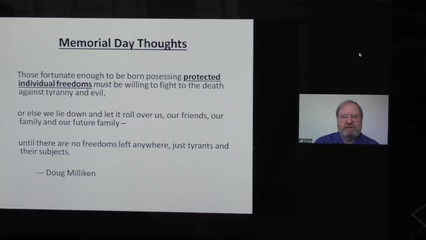 Memorial Day Thoughts
Those fortunate enough to be born posessing protected
individual freedoms must be willing to fight to the death
against tyranny and evil,
or else we lie down and let it roll over us, our friends, our
family and our future family –
until there are no freedoms left anywhere, just tyrants and
their subjects.
--- Doug Milliken